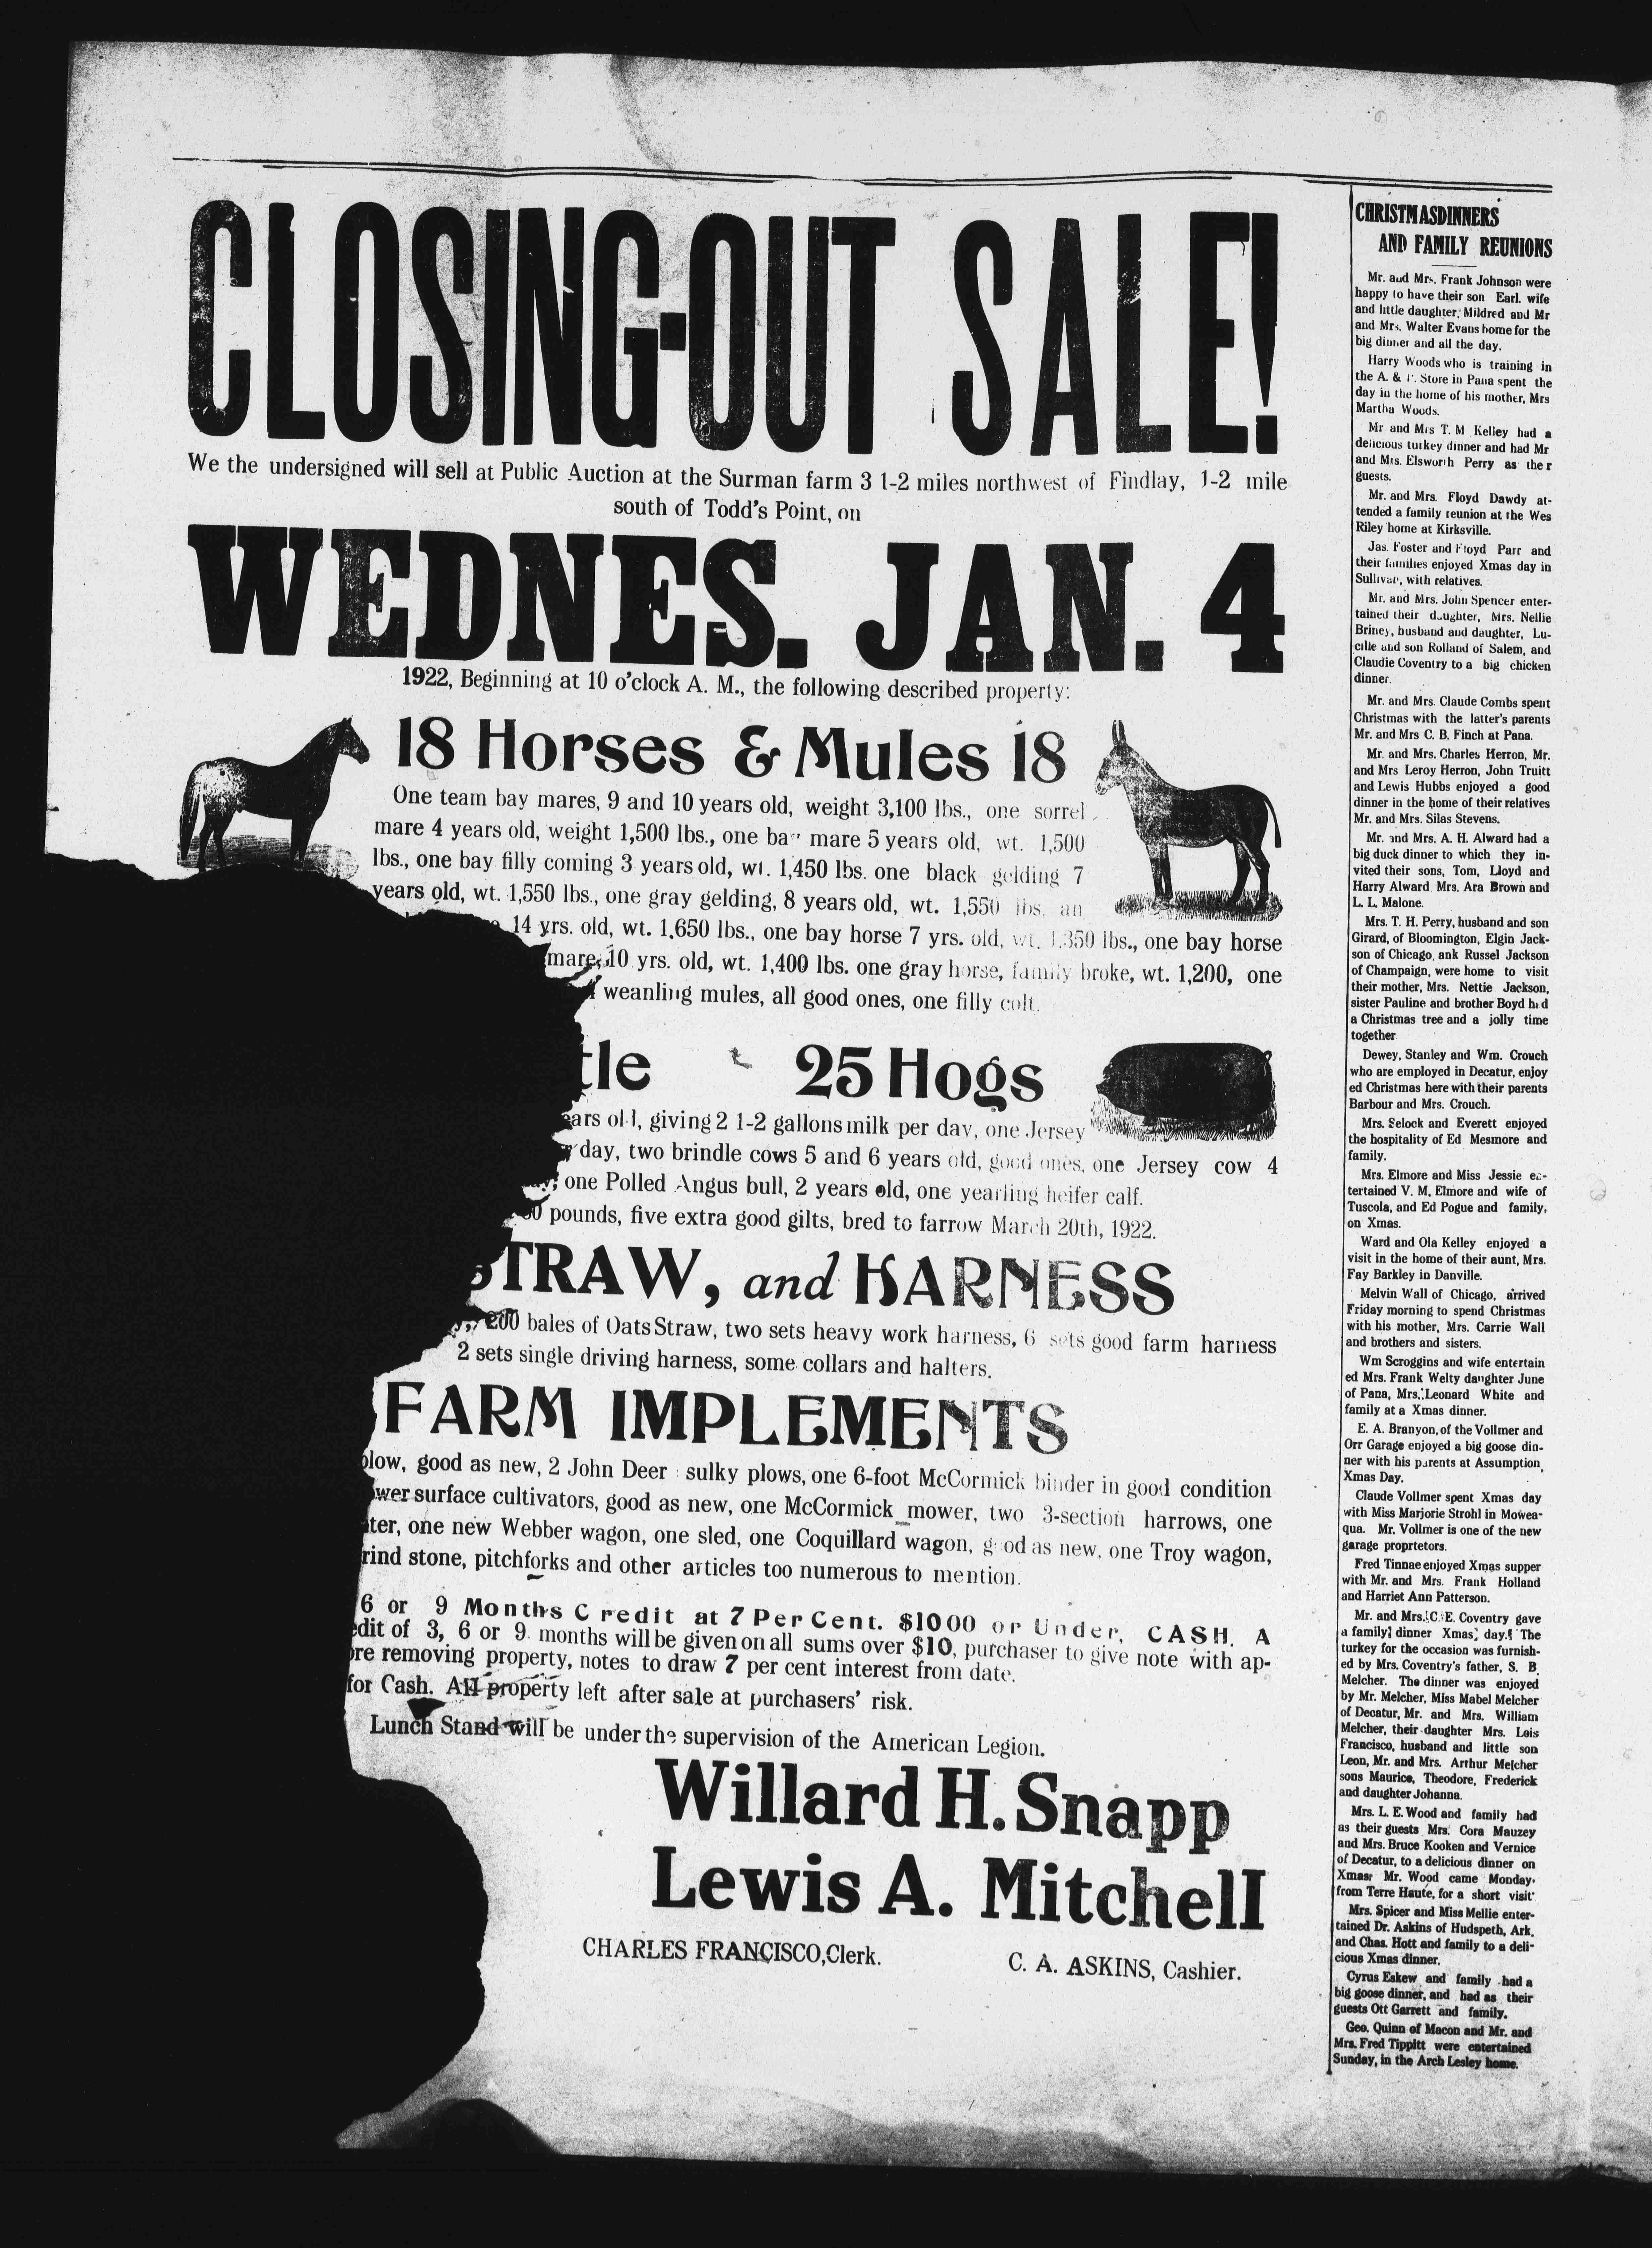 CLOSING-OUT SALE!
We the undersigned will sell at Public Auction at the Surman farm 3 1-2 miles northwest of Findlay, 1-2 mile
south of Todd's Point, on
WEDNES. JAN. 4
1922, Beginning at 10 o'clock A. M., the following described property:
18 Horses & Mules 18
One team bay mares, 9 and 10 years old, weight 3,100 lbs., one sorrel
mare 4 years old, weight 1,500 lbs., one bay mare 5 years old, wt. 1,500
lbs., one bay filly coming 3 years old, wt. 1,450 lbs. one black gelding 7
years old, wt. 1,550 lbs., one gray gelding, 8 years old, wt. 1,550 lbs. an
14 yrs. old, wt. 1,650 lbs., one bay horse 7 yrs. old, wt. 1,350 lbs., one bay horse
mare, 10 yrs. old, wt. 1,400 lbs. one gray horse, family broke, wt. 1,200, one
weanling mules, all good ones, one filly colt.
tle 25 Hogs
ars old, giving 2 1-2 gallons milk per day, one Jersey
day, two brindle cows 5 and 6 years old, good ones, one Jersey cow 4
one Polled Angus bull, 2 years old, one yearling heifer calf.
pounds, five extra good gilts, bred to farrow March 20th, 1922.
STRAW, and HARNESS
200 bales of Oats Straw, two sets heavy work harness, 6 sets good farm harness
2 sets single driving harness, some collars and halters.
FARM IMPLEMENTS
plow, good as new, 2 John Deer sulky plows, one 6-foot McCormick binder in good condition
wer surface cultivators, good as new, one McCormick mower, two 3-section harrows, one
ter, one new Webber wagon, one sled, one Coquillard wagon, good as new, one Troy wagon,
rind stone, pitchforks and other articles too numerous to mention.
6 or 9 Months Credit at 7 Per Cent. $1000 or Under, CASH. A
edit of 3, 6 or 9 months will be given on all sums over $10, purchaser to give note with ap-
ore removing property, notes to draw 7 per cent interest from date.
for Cash. All property left after sale at purchasers' risk.
Lunch Stand will be under the supervision of the American Legion.
Willard H. Snapp
Lewis A. Mitchell
CHARLES FRANCISCO, Clerk. C. A. ASKINS, Cashier.
CHRISTMASDINNERS
AND FAMILY REUNIONS
Mr. aud Mrs. Frank Johnson were
happy to have their son Earl. wife
and little daughter, Mildred and Mr
and Mrs. Walter Evans home for the
big dinner and all the day.
Harry Woods who is training in
the A. & P. Store in Pana spent the
day in the home of his mother, Mrs
Martha Woods.
Mr and Mrs T. M Kelley had a
delicious turkey dinner and had Mr
and Mrs. Elsworth Perry as ther
guests.
Mr. and Mrs. Floyd Dawdy at-
tended a family reunion at the Wes
Riley home at Kirksville.
Jas. Foster and Floyd Parr and
their families enjoyed Xmas day in
Sullivan, with relatives.
Mr. and Mrs. John Spencer enter-
tained their daughter, Mrs. Nellie
Briney, husband and daughter, Lu-
cille and son Rolland of Salem, and
Claudie Coventry to a big chicken
dinner.
Mr. and Mrs. Claude Combs spent
Christmas with the latter's parents
Mr. and Mrs C. B. Finch at Pana.
Mr. and Mrs. Charles Herron, Mr.
and Mrs Leroy Herron, John Truitt
and Lewis Hubbs enjoyed a good
dinner in the home of their relatives
Mr. and Mrs. Silas Stevens.
Mr. and Mrs. A. H. Alward had a
big duck dinner to which they in-
vited their sons, Tom, Lloyd and
Harry Alward Mrs. Ara Brown and
L. L. Malone.
Mrs. T. H. Perry, husband and son
Girard, of Bloomington, Elgin Jack-
son of Chicago, ank Russel Jackson
of Champaign, were home to visit
their mother, Mrs. Nettie Jackson,
sister Pauline and brother Boyd had
a Christmas tree and a jolly time
together
Dewey, Stanley and Wm. Crouch
who are employed in Decatur, enjoy
ed Christmas here with their parents
Barbour and Mrs. Crouch.
Mrs. Selock and Everett enjoyed
the hospitality of Ed Mesmore and
family.
Mrs. Elmore and Miss Jessie en-
tertained V. M, Elmore and wife of
Tuscola, and Ed Pogue and family,
on Xmas.
Ward and Ola Kelley enjoyed a
visit in the home of their aunt, Mrs.
Fay Barkley in Danville.
Melvin Wall of Chicago, arrived
Friday morning to spend Christmas
with his mother, Mrs. Carrie Wall
and brothers and sisters.
Wm Scroggins and wife entertain
ed Mrs. Frank Welty daughter June
of Pana, Mrs. Leonard White and
family at a Xmas dinner.
E. A. Branyon, of the Vollmer and
Orr Garage enjoyed a big goose din-
ner with his parents at Assumption
Xmas Day.
Claude Vollmer spent Xmas day
with Miss Marjorie Strohl in Mowea-
qua. Mr. Vollmer is one of the new
garage proprtetors.
Fred Tinnae enjoyed Xmas supper
with Mr. and Mrs. Frank Holland
and Harriet Ann Patterson.
Mr. and Mrs. C. E. Coventry gave
a family dinner Xmas day. The
turkey for the occasion was furnish-
ed by Mrs. Coventry's father, S. B.
Melcher. The dinner was enjoyed
by Mr. Melcher, Miss Mabel Melcher
of Decatur, Mr. and Mrs. William
Melcher, their daughter Mrs. Lois
Francisco, husband and little son
Leon, Mr. and Mrs. Arthur Melcher
sons Maurice, Theodore, Frederick
and daughter Johanna.
Mrs. L. E. Wood and family had
as their guests Mrs. Cora Mauzey
and Mrs. Bruce Kooken and Vernice
of Decatur, to a delicious dinner on
Xmas. Mr. Wood came Monday,
from Terre Haute, for a short visit
Mrs. Spicer and Miss Mellie enter-
tained Dr. Askins of Hudspeth, Ark.
and Chas. Hott and family to a deli-
cious Xmas dinner.
Cyrus Eskew and family had a
big goose dinner, and had as their
guests Ott Garrett and family.
Geo. Quinn of Macon and Mr. and
Mrs. Fred Tippitt were entertained
Sunday, in the Arch Lesley home.